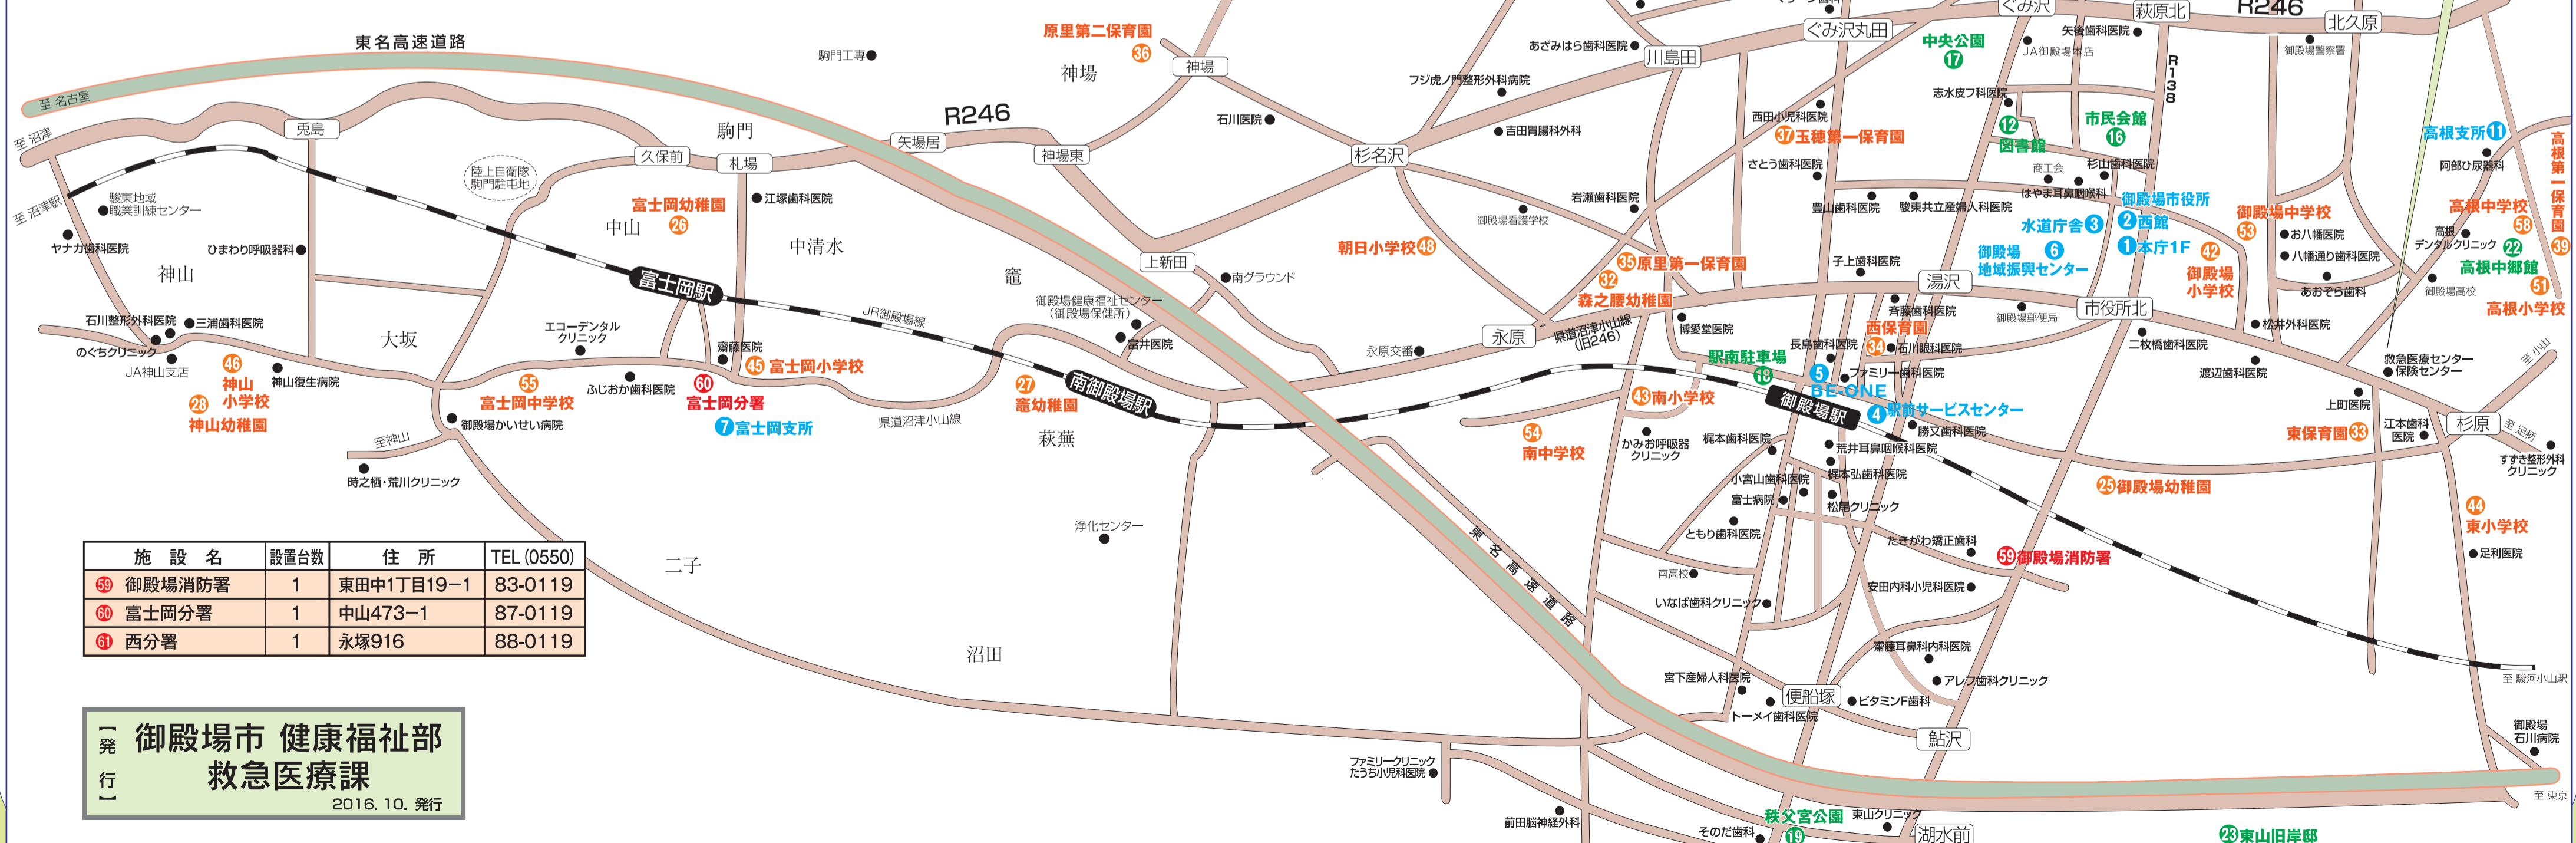 東名高速道路
至 名古屋
至 沼津
至 沼津駅
兎島
駿東地域
職業訓練センター
ヤナカ歯科医院
ひまわり呼吸器科
神山
石川整形外科医院
三浦歯科医院
のぐちクリニック
JA神山支店
46
神山
小学校
28
神山幼稚園
神山復生病院
大坂
陸上自衛隊
駒門駐屯地
久保前
駒門
札場
江塚歯科医院
富士岡幼稚園
26
中山
中清水
富士岡駅
エコーデンタル
クリニック
齋藤医院
45 富士岡小学校
55
富士岡中学校
ふじおか歯科医院
60
富士岡分署
7 富士岡支所
御殿場かいせい病院
至神山
時之栖・荒川クリニック
駒門工専
原里第二保育園
36
神場
神場
R246
矢場居
神場東
石川医院
上新田
南グラウンド
竈
御殿場健康福祉センター
（御殿場保健所）
富井医院
JR御殿場線
27
竈幼稚園
南御殿場駅
県道沼津小山線
萩蕪
浄化センター
二子
沼田
あざみはら歯科医院
川島田
フジ虎ノ門整形外科病院
吉田胃腸科外科
杉名沢
岩瀬歯科医院
御殿場看護学校
朝日小学校 48
35 原里第一保育園
32
森之腰幼稚園
永原
永原交番
県道沼津小山線
（旧246）
博愛堂医院
ぐみ沢丸田
ぐみ沢
萩原北
R246
北久原
中央公園
17
JA御殿場本店
矢後歯科医院
御殿場警察署
R138
志水皮フ科医院
西田小児科医院
37 玉穂第一保育園
さとう歯科医院
12
図書館
市民会館
16
商工会
杉山歯科医院
はやま耳鼻咽喉科
豊山歯科医院
駿東共立産婦人科医院
御殿場市役所
水道庁舎 3
2 西館
1 本庁1F
御殿場 6
地域振興センター
42
御殿場
小学校
御殿場中学校
53
お八幡医院
八幡通り歯科医院
あおぞら歯科
高根支所 11
阿部ひ尿器科
高根第一保育園
39
高根中学校
58
高根
デンタルクリニック
22
高根中郷館
51
高根小学校
御殿場高校
子上歯科医院
湯沢
斉藤歯科医院
御殿場郵便局
市役所北
松井外科医院
二枚橋歯科医院
渡辺歯科医院
救急医療センター
保険センター
至 小山
西保育園
34
石川眼科医院
長島歯科医院
駅南駐車場
18
5
BE-ONE
ファミリー歯科医院
御殿場駅
4 駅前サービスセンター
勝又歯科医院
上町医院
東保育園 33
江本歯科
医院
杉原
至 足柄
すずき整形外科
クリニック
43 南小学校
54
南中学校
かみお呼吸器
クリニック
梶本歯科医院
荒井耳鼻咽喉科医院
梶本弘歯科医院
小宮山歯科医院
富士病院
松尾クリニック
ともり歯科医院
25 御殿場幼稚園
44
東小学校
足利医院
たきがわ矯正歯科
59 御殿場消防署
安田内科小児科医院
東名高速道路
南高校
いなば歯科クリニック
齋藤耳鼻科内科医院
アレフ歯科クリニック
宮下産婦人科医院
便船塚
ビタミンF歯科
トーメイ歯科医院
鮎沢
至 駿河小山駅
御殿場
石川病院
至 東京
ファミリークリニック
たうち小児科医院
前田脳神経外科
そのだ歯科
秩父宮公園
19
東山クリニック
湖水前
23 東山旧岸邸
施設名 設置台数 住所 TEL(0550)
59 御殿場消防署 1 東田中1丁目19−1 83-0119
60 富士岡分署 1 中山473−1 87-0119
61 西分署 1 永塚916 88-0119
【発行】
御殿場市 健康福祉部
救急医療課
2016.10. 発行